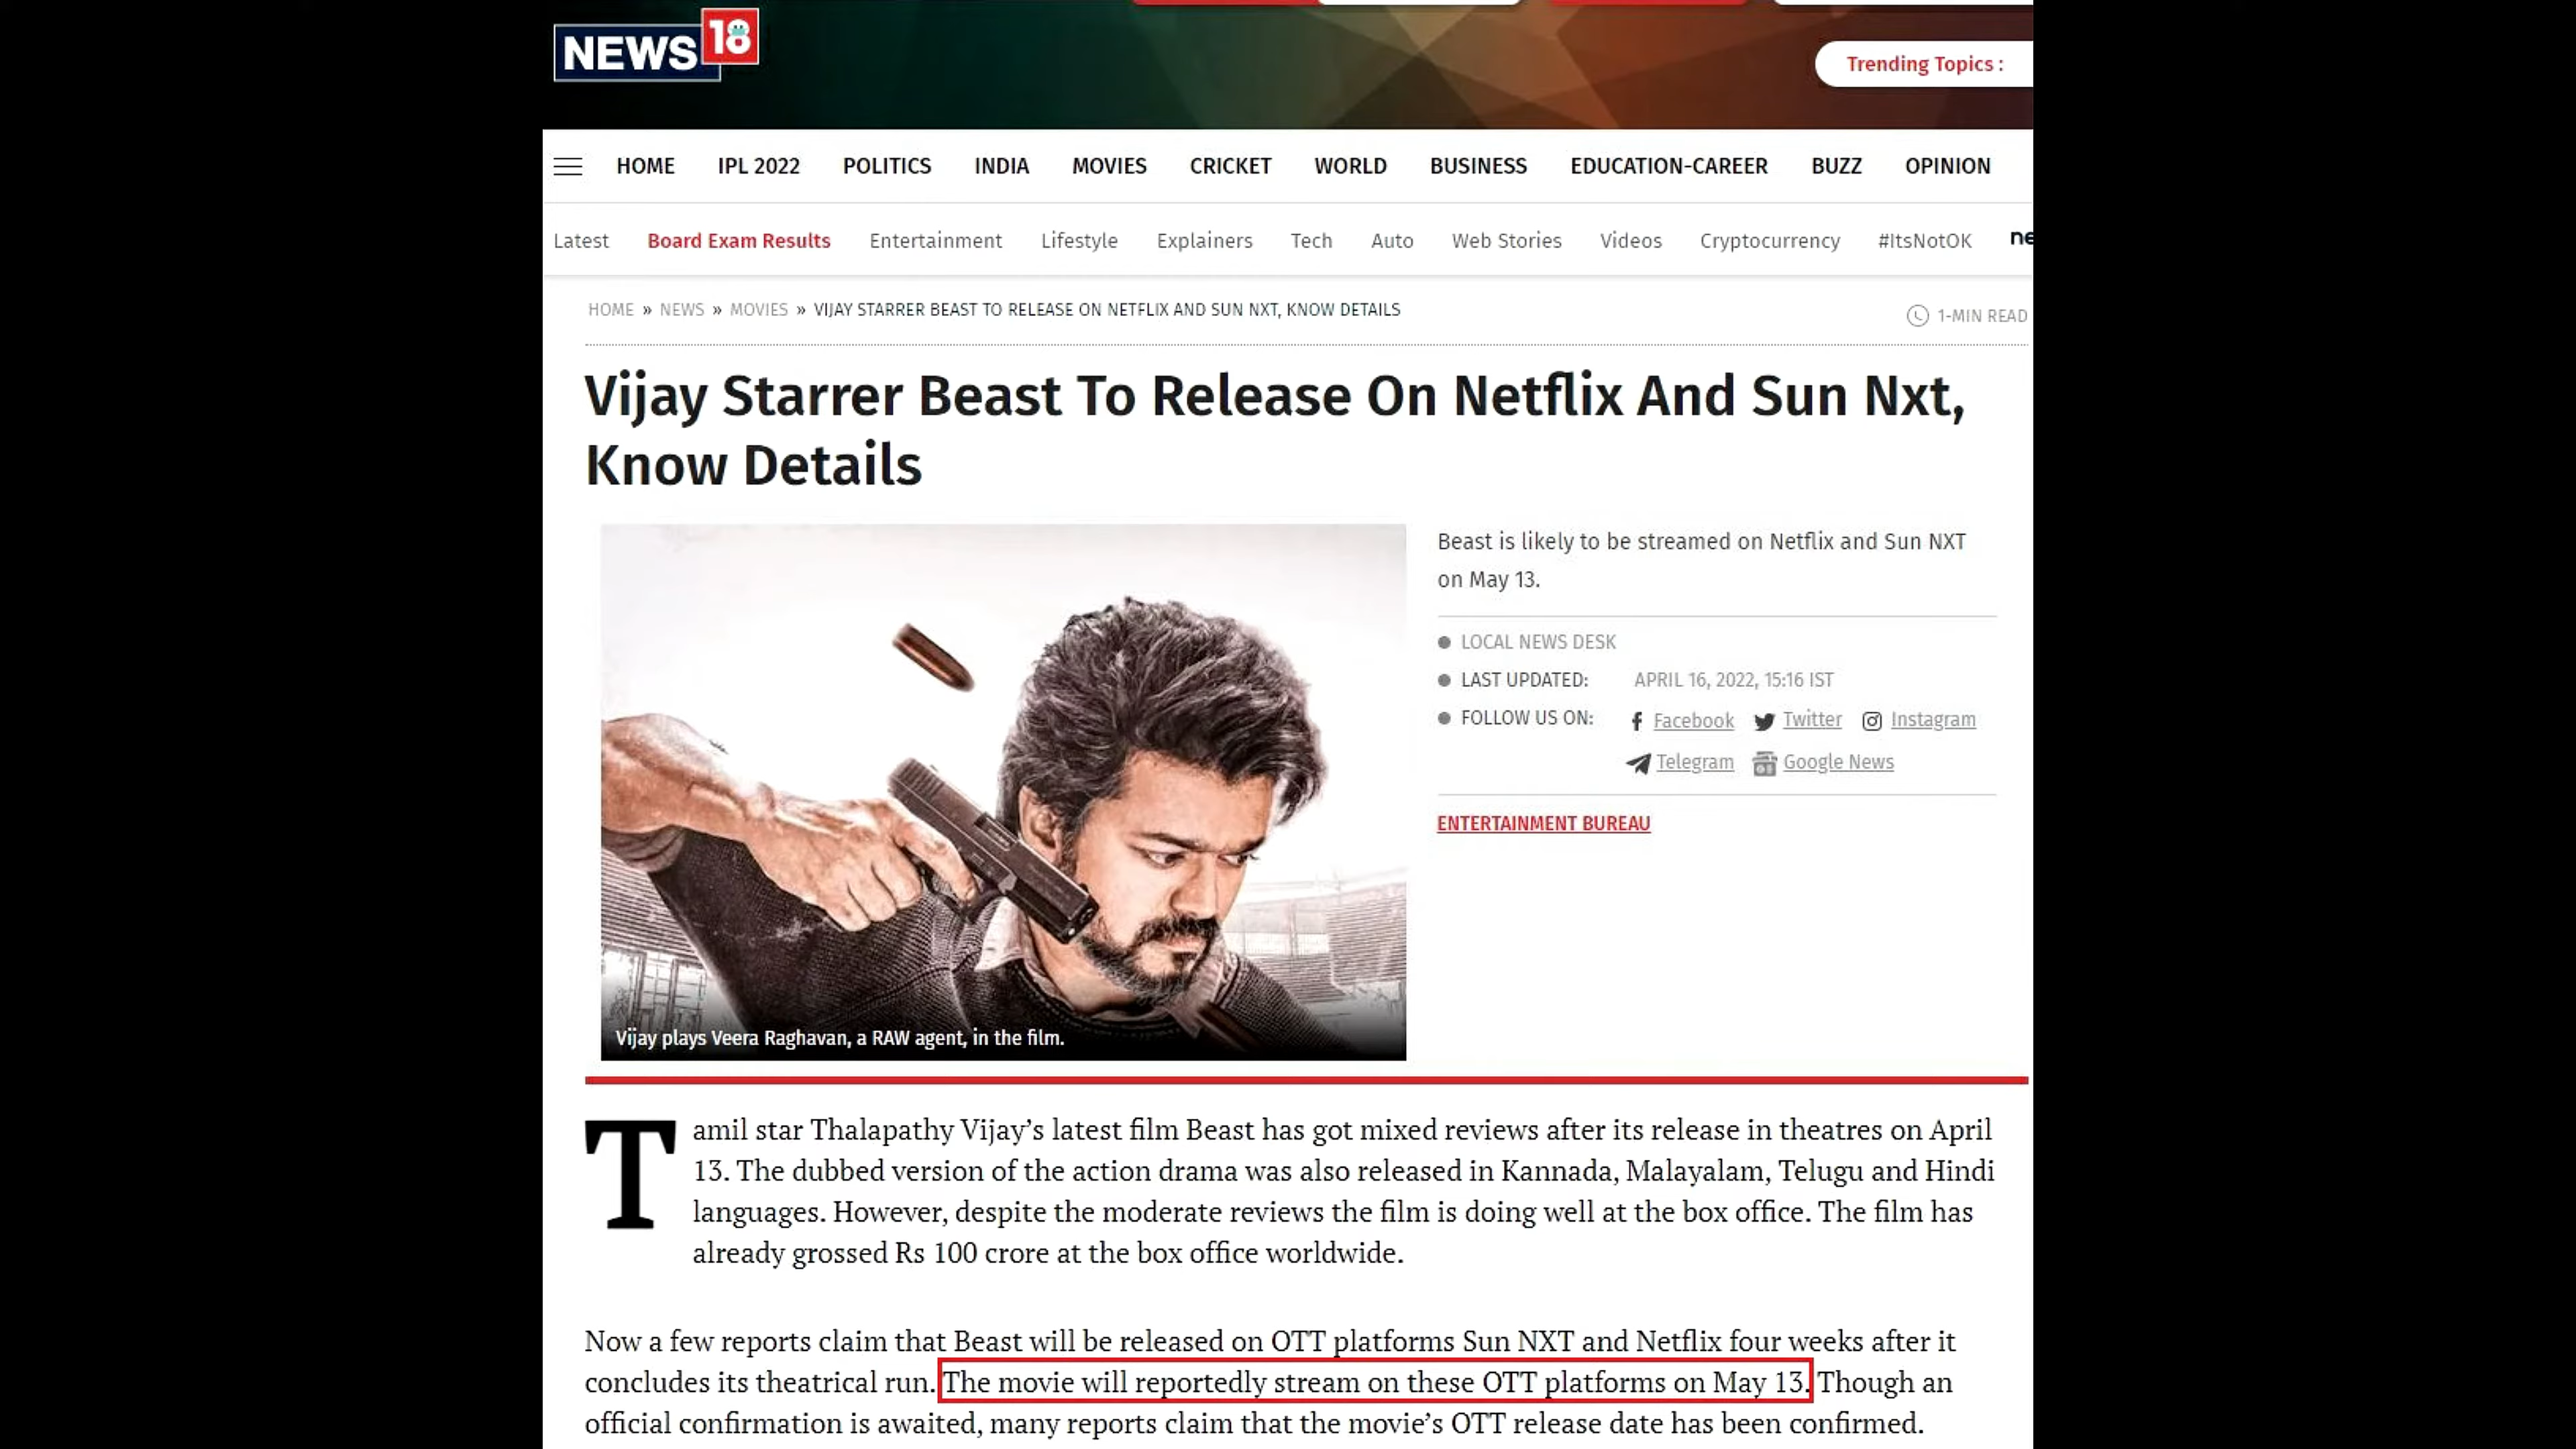 NEWS 18
Trending Topics :
HOME IPL 2022 POLITICS INDIA MOVIES CRICKET WORLD BUSINESS EDUCATION-CAREER BUZZ OPINION
Latest Board Exam Results Entertainment Lifestyle Explainers Tech Auto Web Stories Videos Cryptocurrency #ItsNotOK ne
HOME » NEWS » MOVIES » VIJAY STARRER BEAST TO RELEASE ON NETFLIX AND SUN NXT, KNOW DETAILS
1-MIN READ
Vijay Starrer Beast To Release On Netflix And Sun Nxt,
Know Details
Beast is likely to be streamed on Netflix and Sun NXT
on May 13.
LOCAL NEWS DESK
LAST UPDATED: APRIL 16, 2022, 15:16 IST
FOLLOW US ON: Facebook Twitter Instagram
Telegram Google News
ENTERTAINMENT BUREAU
Vijay plays Veera Raghavan, a RAW agent, in the film.
Tamil star Thalapathy Vijay’s latest film Beast has got mixed reviews after its release in theatres on April
13. The dubbed version of the action drama was also released in Kannada, Malayalam, Telugu and Hindi
languages. However, despite the moderate reviews the film is doing well at the box office. The film has
already grossed Rs 100 crore at the box office worldwide.
Now a few reports claim that Beast will be released on OTT platforms Sun NXT and Netflix four weeks after it
concludes its theatrical run. The movie will reportedly stream on these OTT platforms on May 13. Though an
official confirmation is awaited, many reports claim that the movie’s OTT release date has been confirmed.